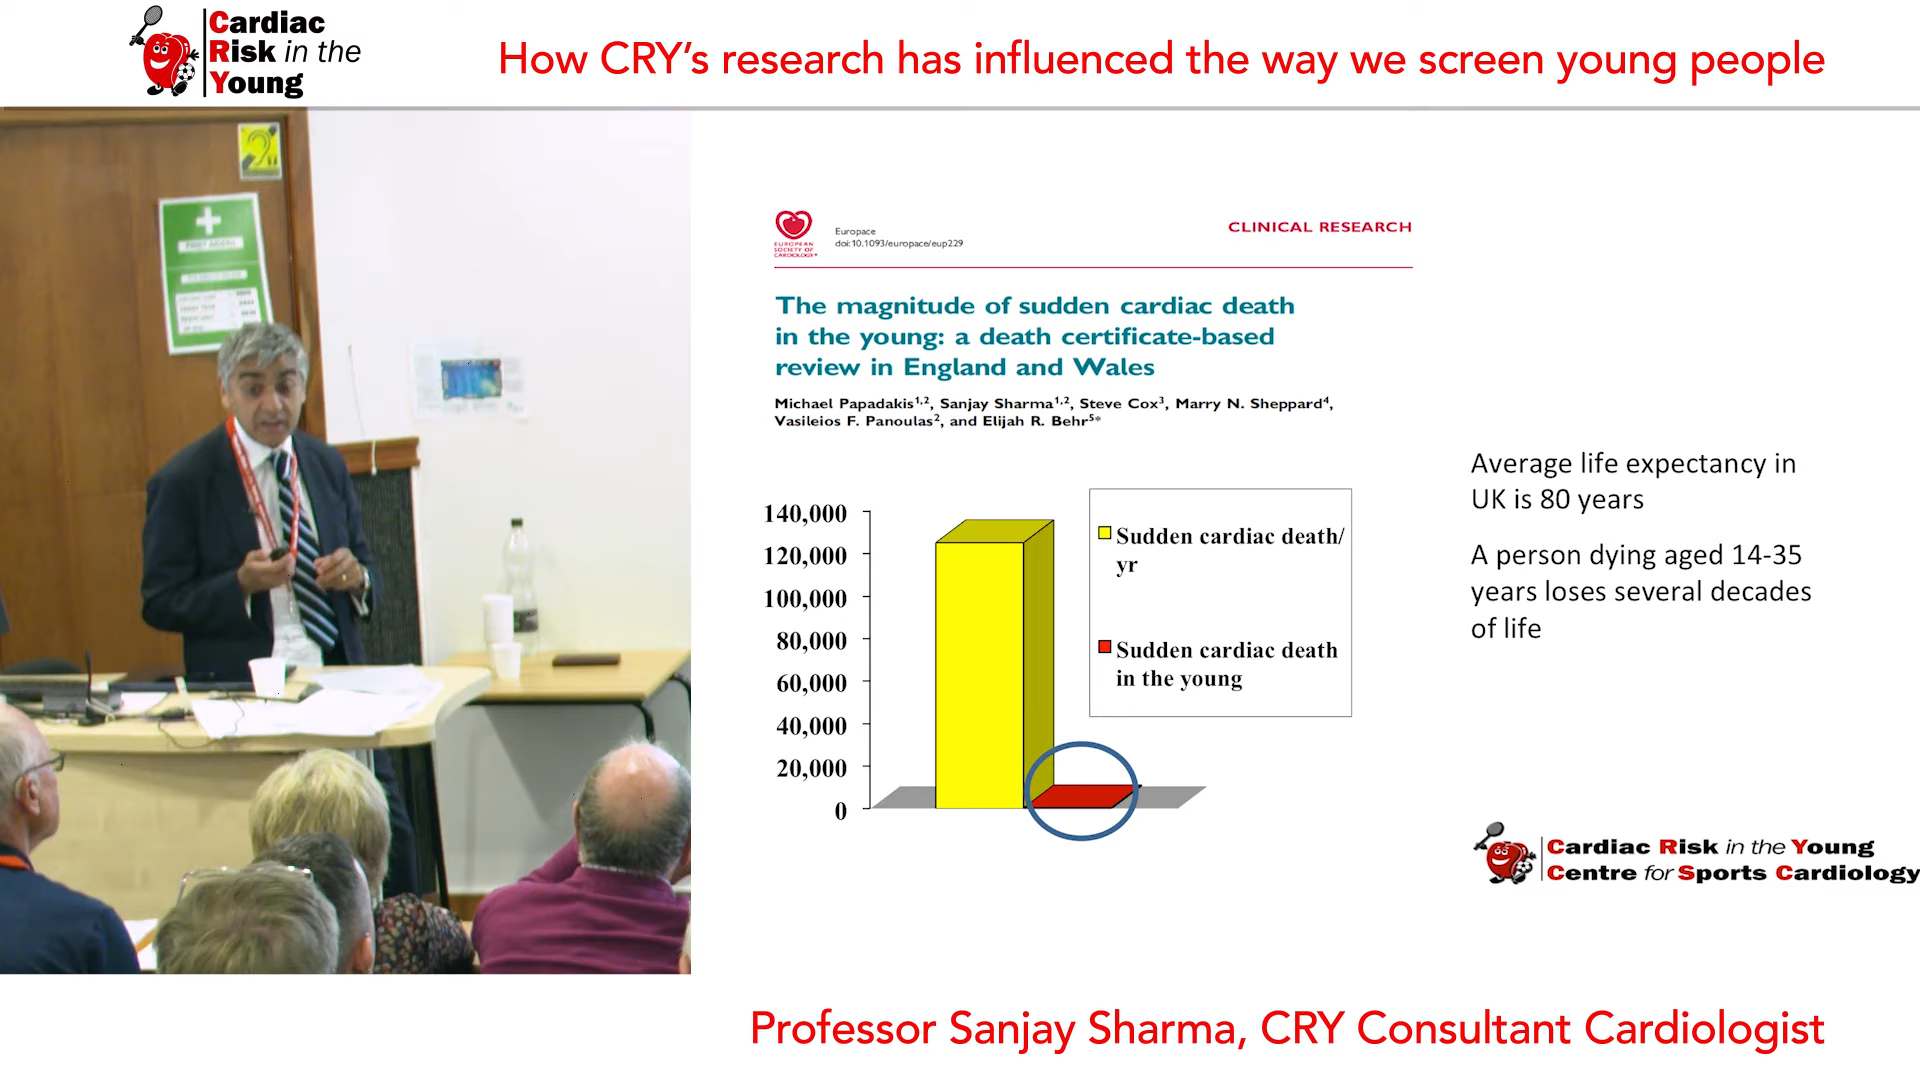 Cardiac
Risk in the
Young
How CRY's research has influenced the way we screen young people
FIRST AIDERS
EUROPEAN
SOCIETY OF
CARDIOLOGY®
Europace
doi:10.1093/europace/eup229
CLINICAL RESEARCH
The magnitude of sudden cardiac death
in the young: a death certificate-based
review in England and Wales
Michael Papadakis1,2, Sanjay Sharma1,2, Steve Cox3, Marry N. Sheppard4,
Vasileios F. Panoulas2, and Elijah R. Behr5*
140,000
120,000
100,000
80,000
60,000
40,000
20,000
0
Sudden cardiac death/
yr
Sudden cardiac death
in the young
Average life expectancy in
UK is 80 years
A person dying aged 14-35
years loses several decades
of life
Cardiac Risk in the Young
Centre for Sports Cardiology
Professor Sanjay Sharma, CRY Consultant Cardiologist